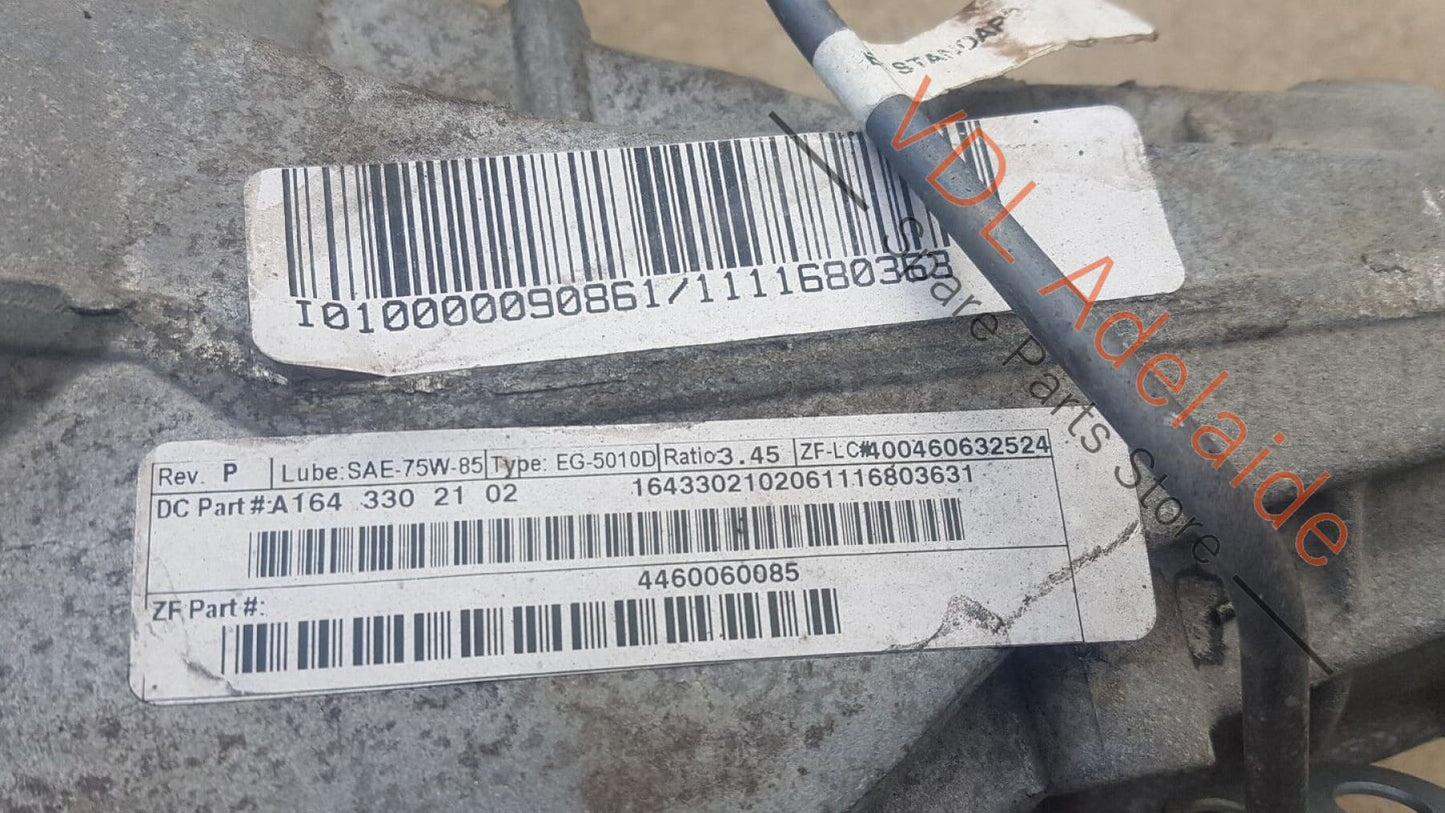 STANDAR
I010000090861/1111680363
Rev. P Lube:SAE-75W-85 Type: EG-5010D Ratio 3.45 ZF-LC#400460632524
DC Part #:A164 330 21 02 16433021020611116803631
4460060085
ZF Part #:
VDL Adelaide
Spare Parts Store